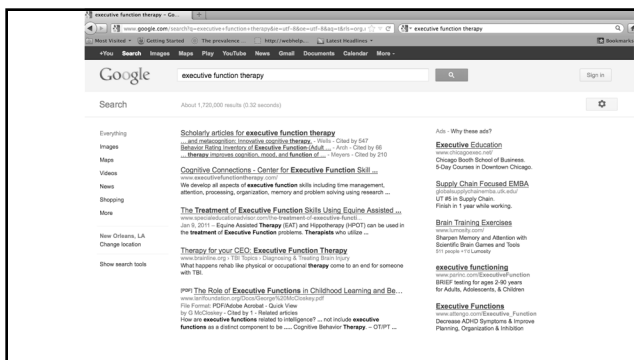 executive function therapy - Go...
www.google.com/search?q=executive+function+therapy&ie=utf-8&oe=utf-8&aq=t&rls=org.
executive function therapy
Most Visited Getting Started The prevalence ... http://webhelp... Latest Headlines Bookmarks
+You Search Images Maps Play YouTube News Gmail Documents Calendar More
Google
executive function therapy
Sign in
Search
About 1,720,000 results (0.32 seconds)
Everything
Images
Maps
Videos
News
Shopping
More
New Orleans, LA
Change location
Show search tools
Scholarly articles for executive function therapy
... and metacognition: Innovative cognitive therapy. - Wells - Cited by 547
Behavior Rating Inventory of Executive Function-/Adult ... - Arch - Cited by 66
... therapy improves cognition, mood, and function of ... - Meyers - Cited by 210
Cognitive Connections - Center for Executive Function Skill ...
www.executivefunctiontherapy.com/
We develop all aspects of executive function skills including time management,
attention, processing, organization, memory and problem solving using research ...
The Treatment of Executive Function Skills Using Equine Assisted ...
www.specialeducationadvisor.com/the-treatment-of-executive-functi...
Jan 9, 2011 - Equine Assisted Therapy (EAT) and Hippotherapy (HPOT) can be used in
the treatment of Executive Function problems. Therapists who utilize ...
Therapy for your CEO: Executive Function Therapy
www.brainline.org › TBI Topics › Diagnosing & Treating Brain Injury
What happens rehab like physical or occupational therapy come to an end for someone
with TBI.
[PDF] The Role of Executive Functions in Childhood Learning and Be...
www.ianfoundation.org/Docs/George%20McCloskey.pdf
File Format: PDF/Adobe Acrobat - Quick View
by G McCloskey - Cited by 1 - Related articles
How are executive functions related to intelligence? ... not include executive
functions as a distinct component to be ..... Cognitive Behavior Therapy. – OT/PT ...
Ads - Why these ads?
Executive Education
www.chicagoexec.net/
Chicago Booth School of Business.
5-Day Courses in Downtown Chicago.
Supply Chain Focused EMBA
globalsupplychainemba.utk.edu/
UT #5 in Supply Chain.
Finish in 1 year while working.
Brain Training Exercises
www.lumosity.com/
Sharpen Memory and Attention with
Scientific Brain Games and Tools
511 people +1'd Lumosity
executive functioning
www.parinc.com/ExecutiveFunction
BRIEF testing for ages 2-90 years
for Adults, Adolescents, & Children
Executive Functions
www.attengo.com/Executive_Function
Decrease ADHD Symptoms & Improve
Planning, Organization & Inhibition